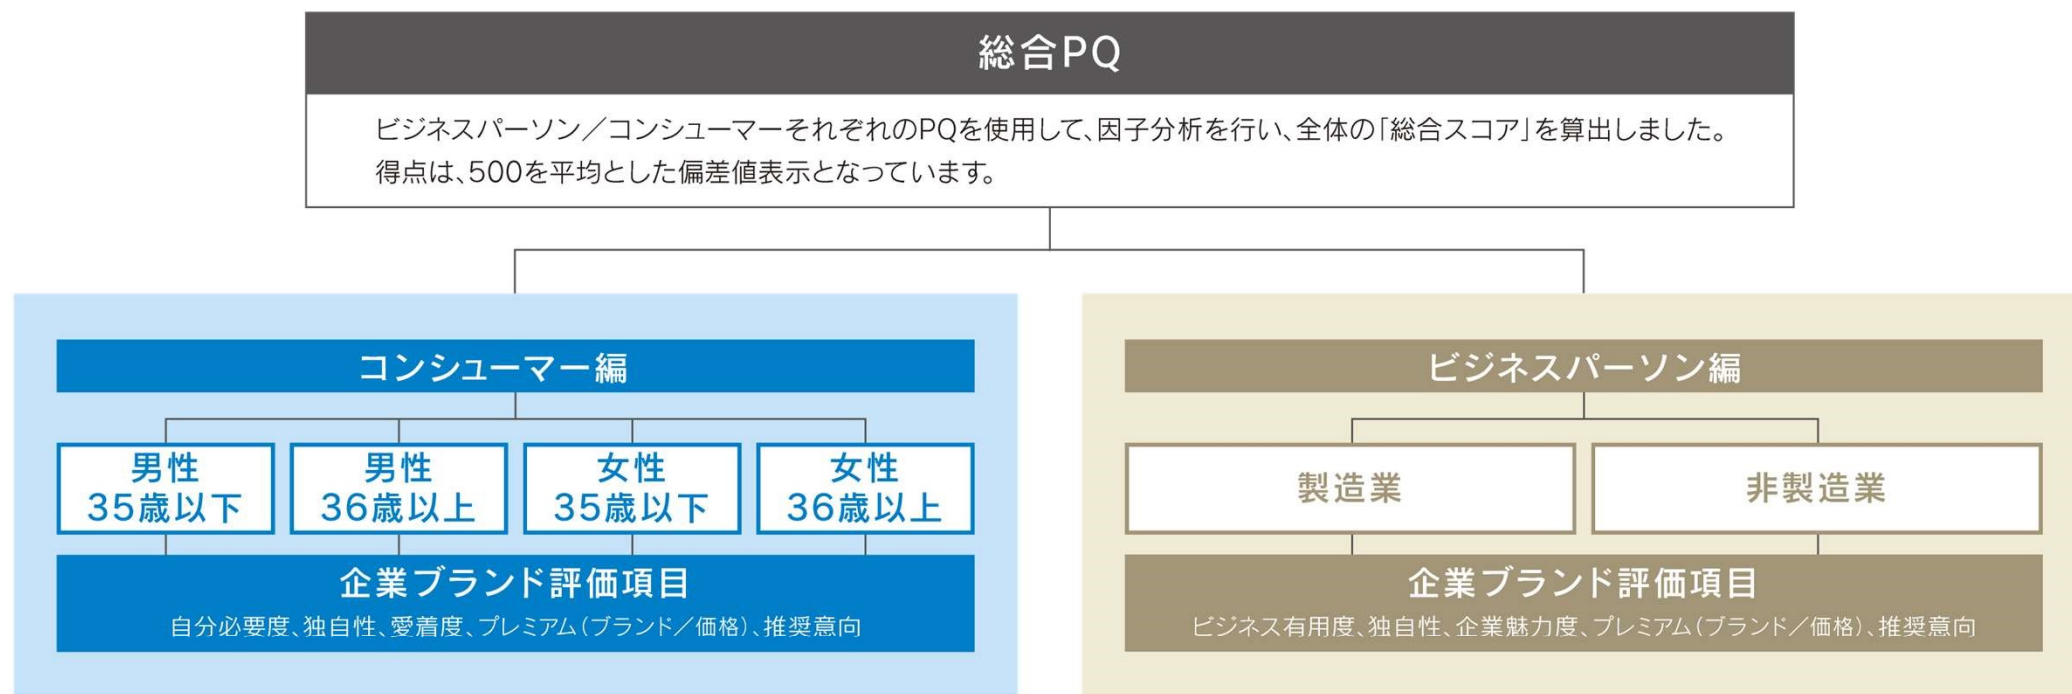 総合PQ
ビジネスパーソン／コンシューマーそれぞれのPQを使用して、因子分析を行い、全体の「総合スコア」を算出しました。
得点は、500を平均とした偏差値表示となっています。
コンシューマー編
男性
35歳以下
男性
36歳以上
女性
35歳以下
女性
36歳以上
企業ブランド評価項目
自分必要度、独自性、愛着度、プレミアム（ブランド／価格）、推奨意向
ビジネスパーソン編
製造業
非製造業
企業ブランド評価項目
ビジネス有用度、独自性、企業魅力度、プレミアム（ブランド／価格）、推奨意向